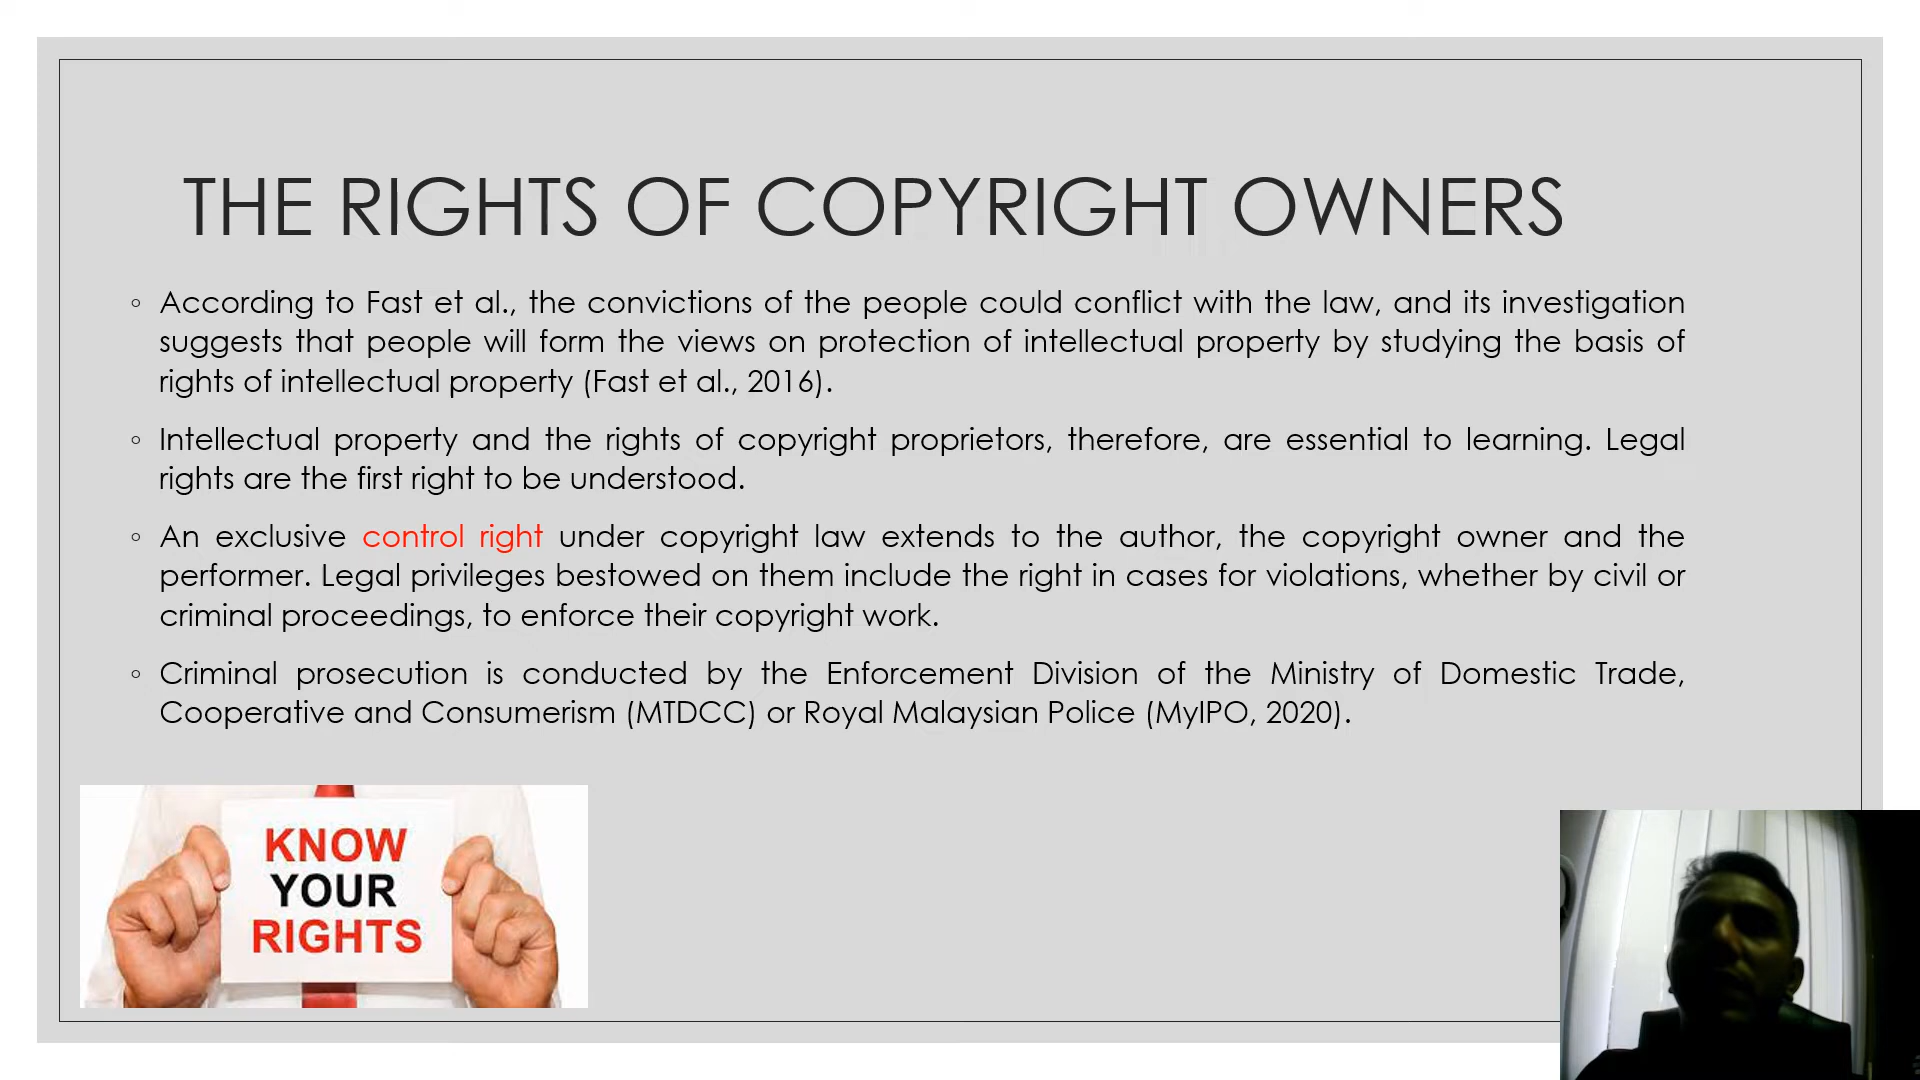 THE RIGHTS OF COPYRIGHT OWNERS
◦ According to Fast et al., the convictions of the people could conflict with the law, and its investigation
suggests that people will form the views on protection of intellectual property by studying the basis of
rights of intellectual property (Fast et al., 2016).
◦ Intellectual property and the rights of copyright proprietors, therefore, are essential to learning. Legal
rights are the first right to be understood.
◦ An exclusive control right under copyright law extends to the author, the copyright owner and the
performer. Legal privileges bestowed on them include the right in cases for violations, whether by civil or
criminal proceedings, to enforce their copyright work.
◦ Criminal prosecution is conducted by the Enforcement Division of the Ministry of Domestic Trade,
Cooperative and Consumerism (MTDCC) or Royal Malaysian Police (MyIPO, 2020).
KNOW
YOUR
RIGHTS